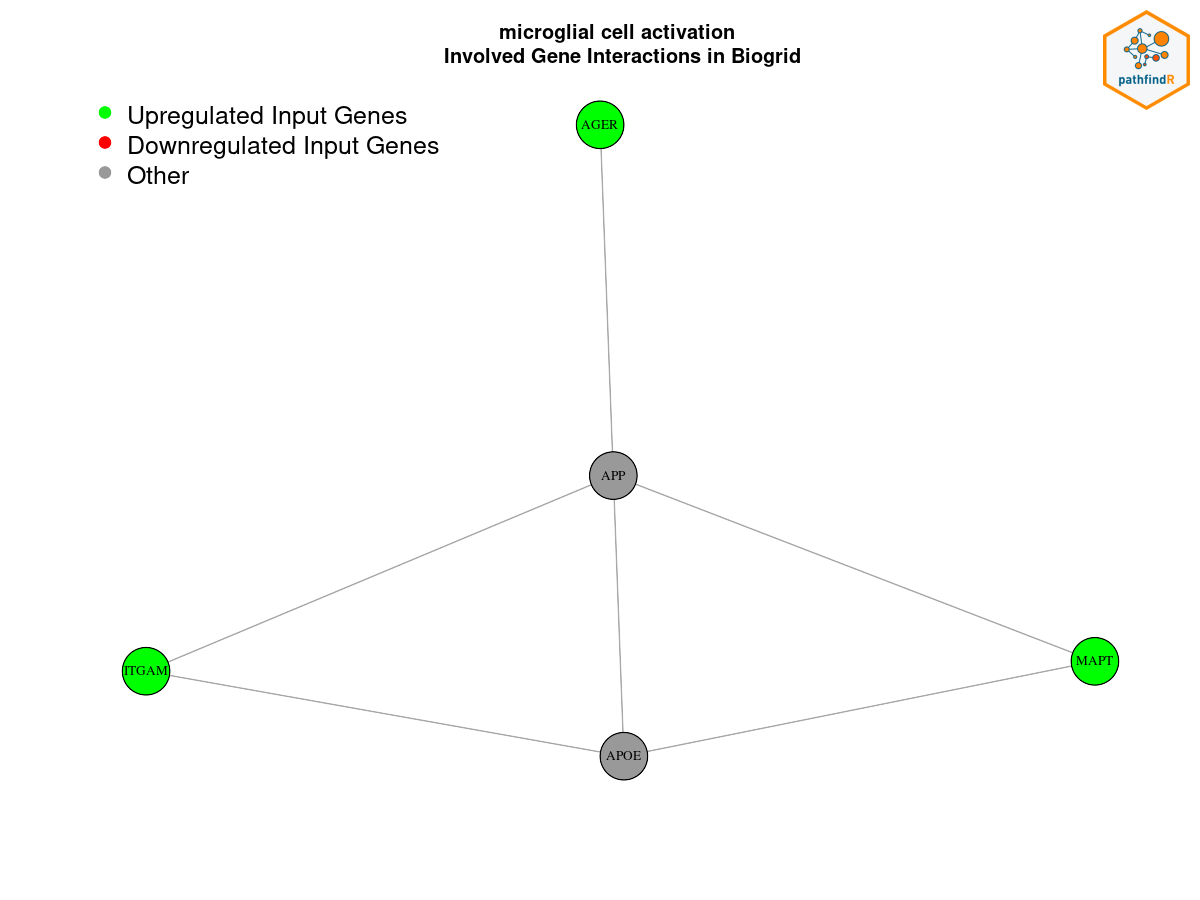 microglial cell activation
Involved Gene Interactions in Biogrid
pathfindR
Upregulated Input Genes
Downregulated Input Genes
Other
AGER
APP
ITGAM
MAPT
APOE